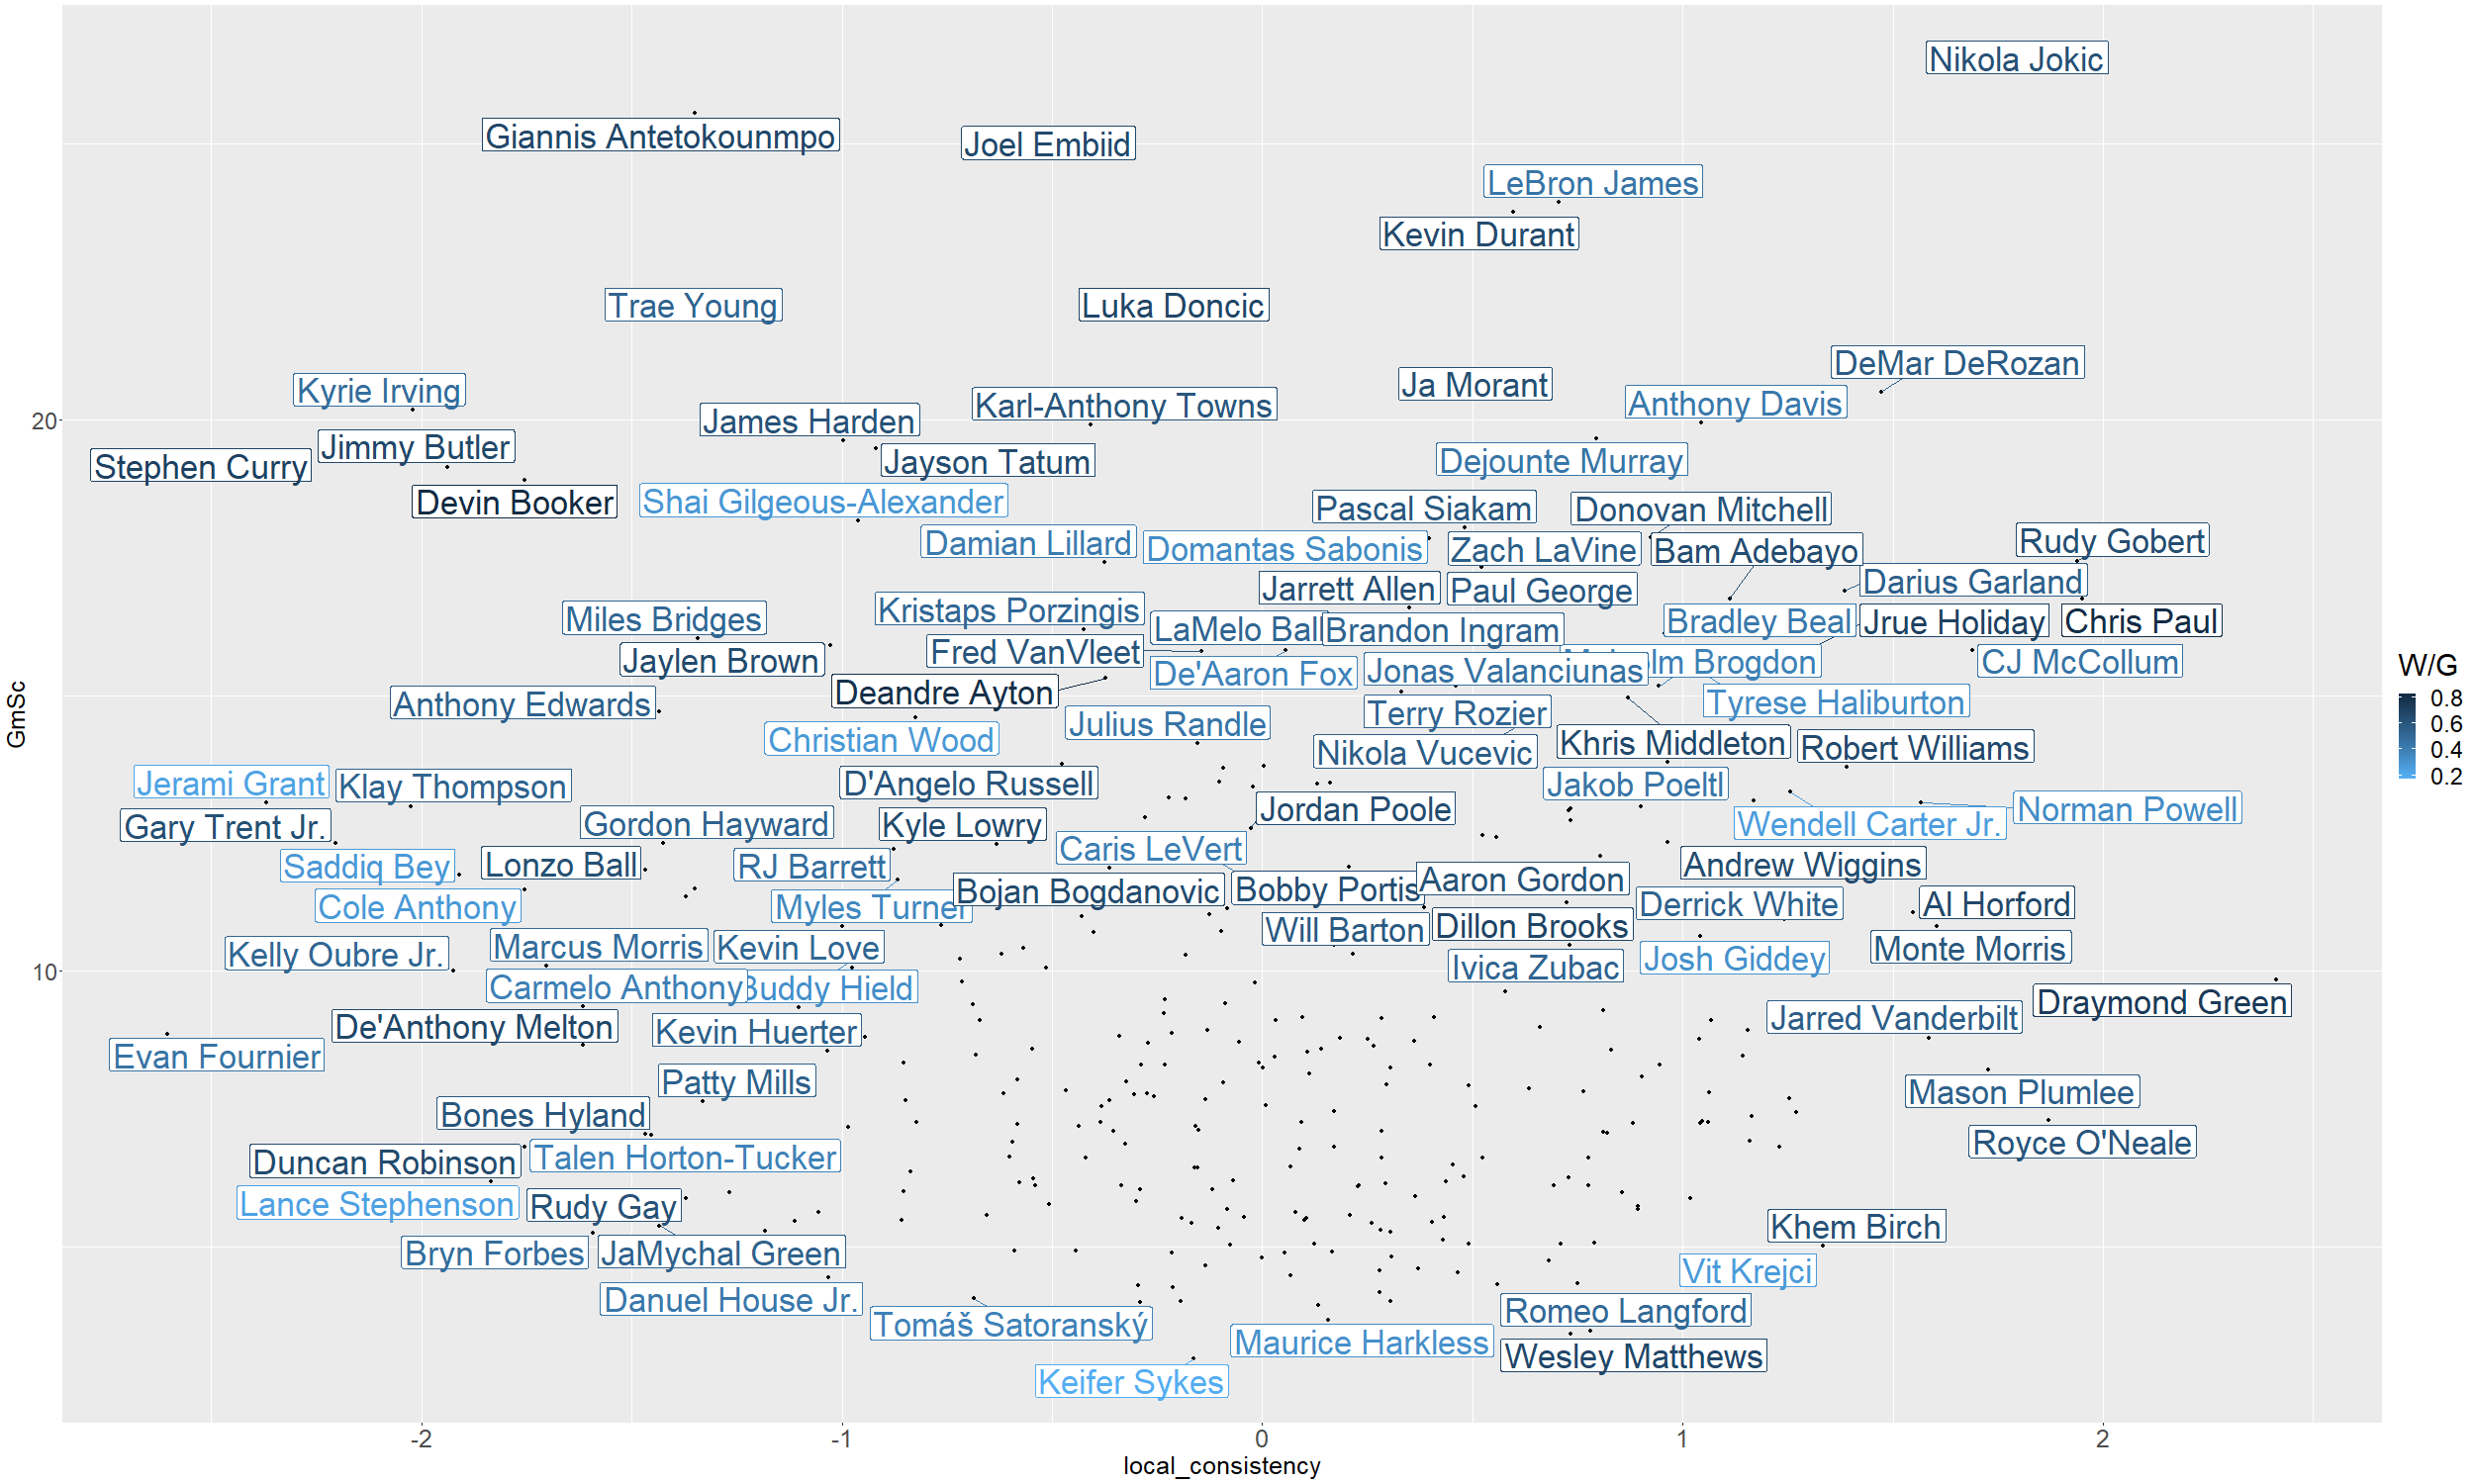 Nikola Jokic
Giannis Antetokounmpo
Joel Embiid
LeBron James
Kevin Durant
Trae Young
Luka Doncic
DeMar DeRozan
Kyrie Irving
Ja Morant
Anthony Davis
Karl-Anthony Towns
James Harden
20
Jimmy Butler
Stephen Curry
Jayson Tatum
Dejounte Murray
Devin Booker
Shai Gilgeous-Alexander
Pascal Siakam
Donovan Mitchell
Damian Lillard
Domantas Sabonis
Zach LaVine
Bam Adebayo
Rudy Gobert
Jarrett Allen
Paul George
Darius Garland
Miles Bridges
Kristaps Porzingis
LaMelo Ball
Brandon Ingram
Bradley Beal
Jrue Holiday
Chris Paul
Jaylen Brown
Fred VanVleet
De'Aaron Fox
Jonas Valanciunas
Brogdon
CJ McCollum
Deandre Ayton
Anthony Edwards
Tyrese Haliburton
Christian Wood
Julius Randle
Terry Rozier
Nikola Vucevic
Khris Middleton
Robert Williams
Jerami Grant
Klay Thompson
D'Angelo Russell
Jakob Poeltl
Jordan Poole
Norman Powell
Gary Trent Jr.
Gordon Hayward
Kyle Lowry
Wendell Carter Jr.
Caris LeVert
Saddiq Bey
Lonzo Ball
RJ Barrett
Andrew Wiggins
Bojan Bogdanovic
Bobby Portis
Aaron Gordon
Cole Anthony
Myles Turner
Derrick White
Al Horford
Will Barton
Dillon Brooks
Kelly Oubre Jr.
Marcus Morris
Kevin Love
Josh Giddey
Monte Morris
10
Ivica Zubac
Carmelo Anthony
Buddy Hield
Draymond Green
De'Anthony Melton
Kevin Huerter
Jarred Vanderbilt
Evan Fournier
Patty Mills
Mason Plumlee
Bones Hyland
Royce O'Neale
Duncan Robinson
Talen Horton-Tucker
Lance Stephenson
Rudy Gay
Khem Birch
Bryn Forbes
JaMychal Green
Vit Krejci
Danuel House Jr.
Romeo Langford
Tomáš Satoranský
Maurice Harkless
Wesley Matthews
Keifer Sykes
-2
-1
0
1
2
local_consistency
GmSc
W/G
0.8
0.6
0.4
0.2